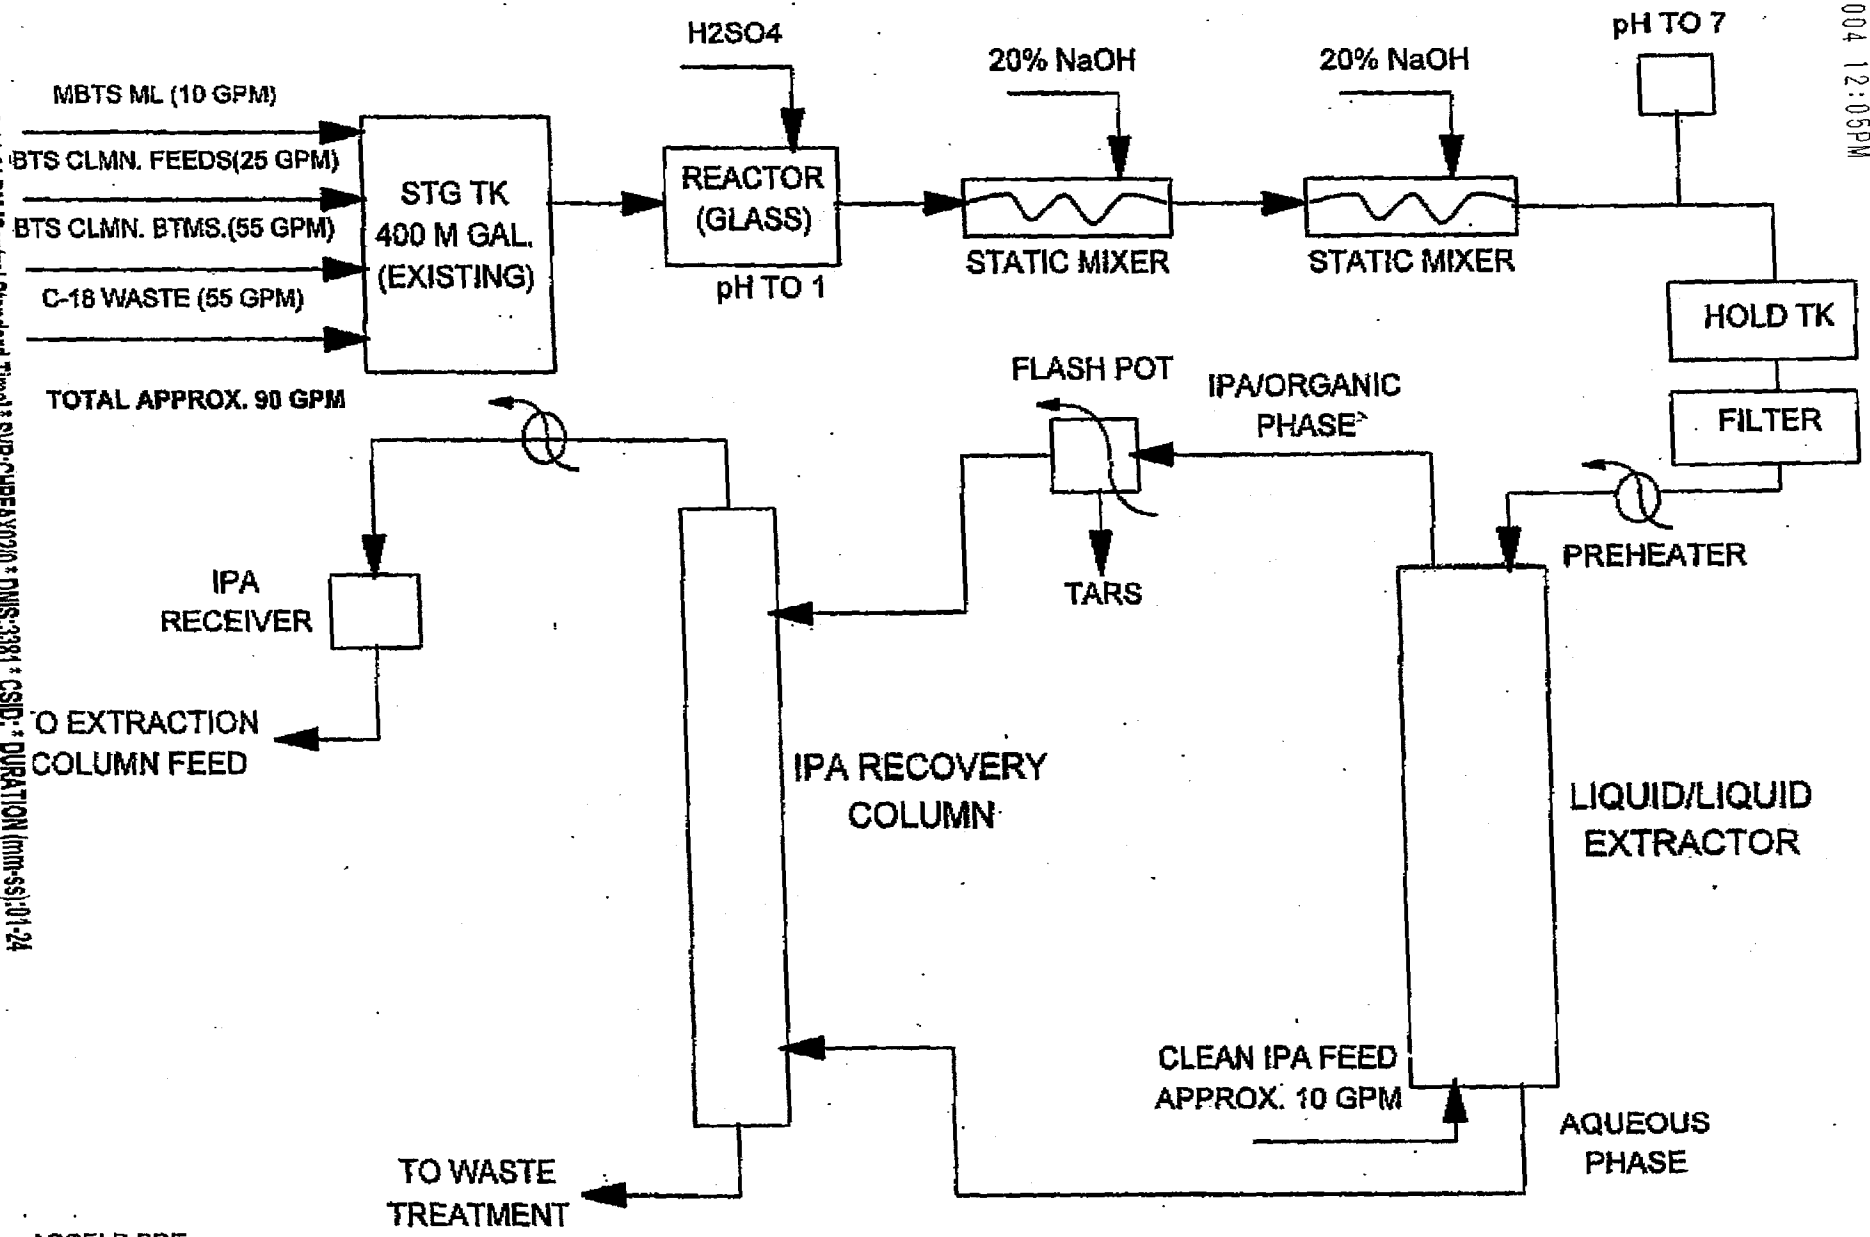 004 12:05PM
H2SO4
20% NaOH
20% NaOH
pH TO 7
MBTS ML (10 GPM)
BTS CLMN. FEEDS(25 GPM)
BTS CLMN. BTMS.(55 GPM)
C-18 WASTE (55 GPM)
TOTAL APPROX. 90 GPM
STG TK
400 M GAL.
(EXISTING)
REACTOR
(GLASS)
pH TO 1
STATIC MIXER
STATIC MIXER
HOLD TK
FILTER
PREHEATER
FLASH POT
IPA/ORGANIC
PHASE
TARS
IPA
RECEIVER
O EXTRACTION
COLUMN FEED
IPA RECOVERY
COLUMN
LIQUID/LIQUID
EXTRACTOR
CLEAN IPA FEED
APPROX. 10 GPM
AQUEOUS
PHASE
TO WASTE
TREATMENT
DNIS:3381 * CSID: * DURATION (mm-ss):01-24